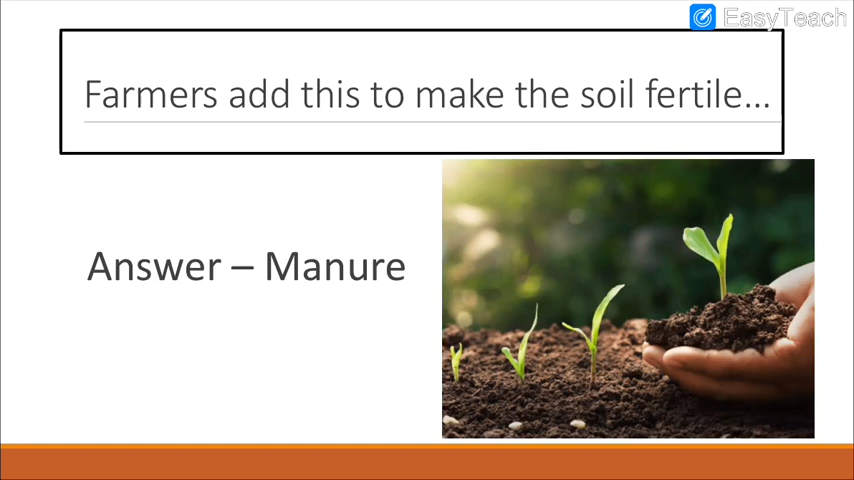 EasyTeach
Farmers add this to make the soil fertile...
Answer – Manure